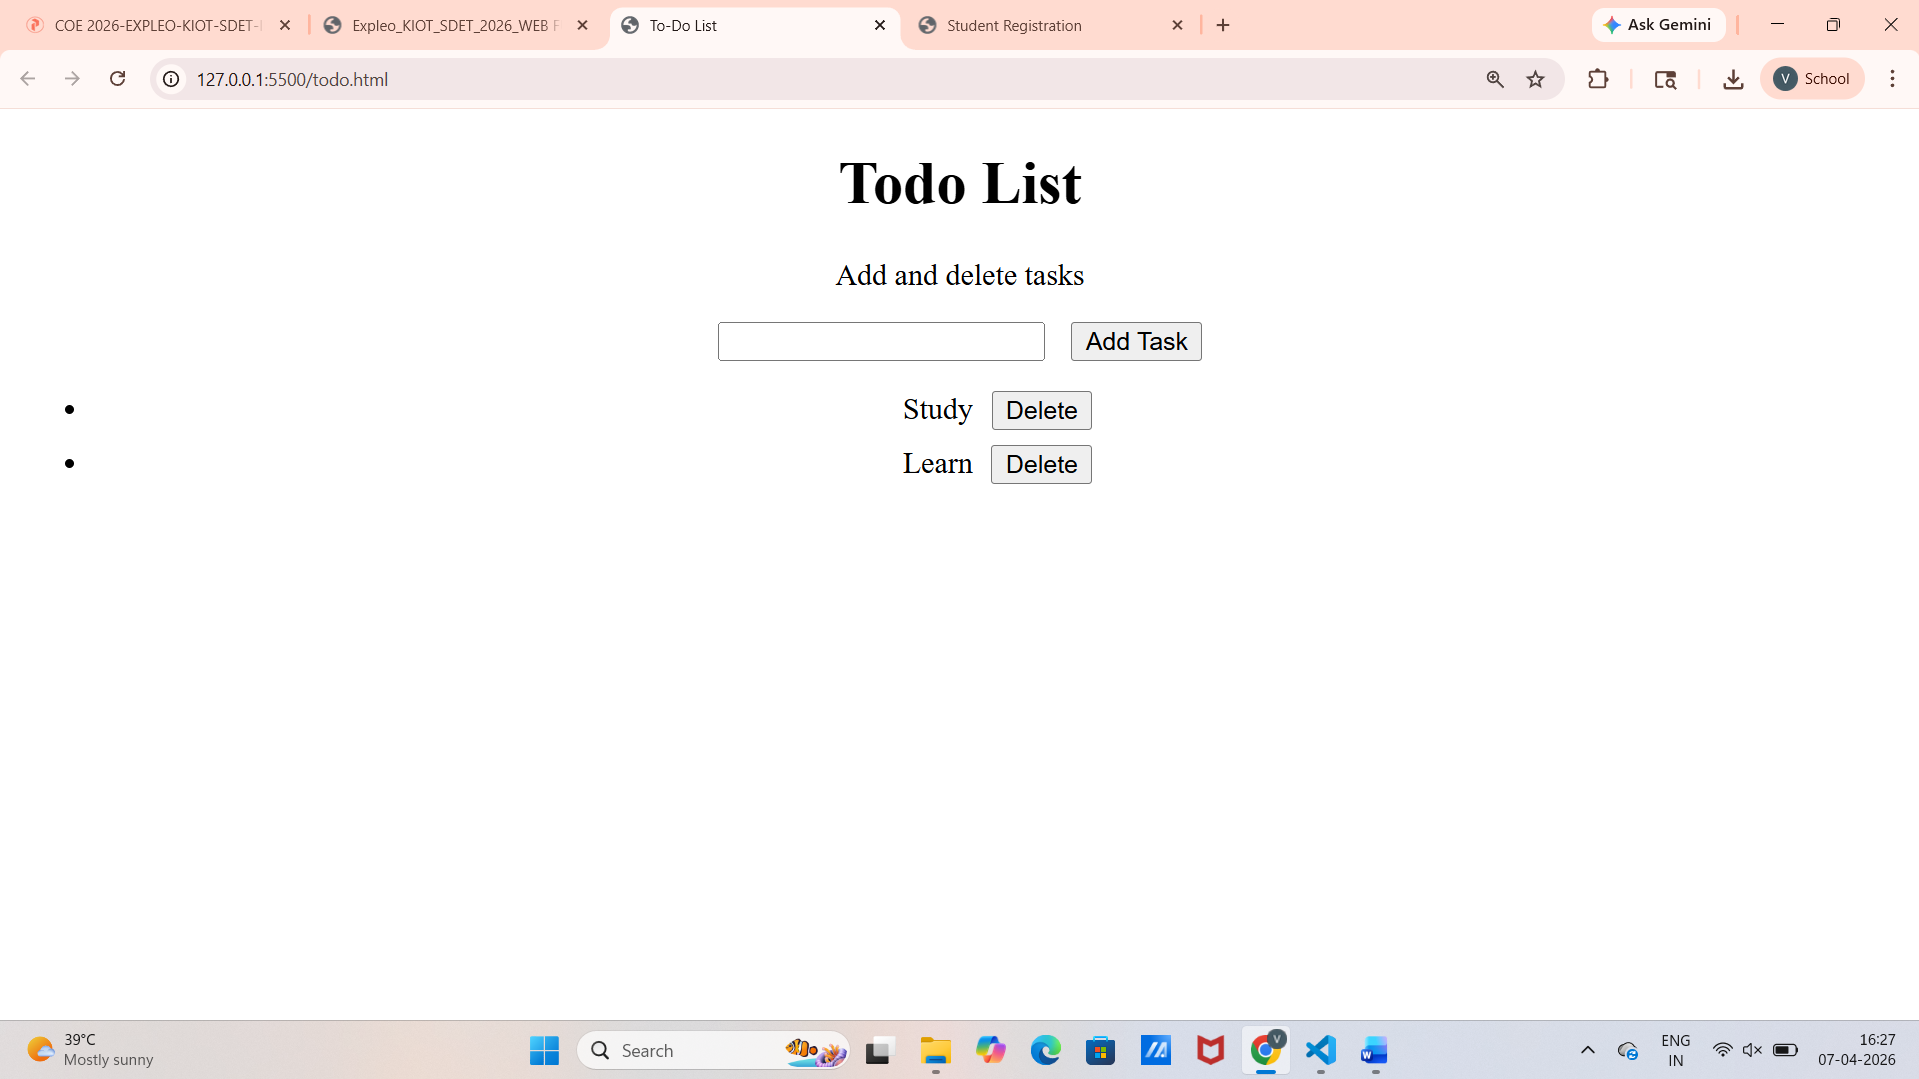 COE 2026-EXPLEO-KIOT-SDET-
Expleo_KIOT_SDET_2026_WEB F
To-Do List
Student Registration
Ask Gemini
127.0.0.1:5500/todo.html
V School
Todo List
Add and delete tasks
Add Task
Study Delete
Learn Delete
39°C
Mostly sunny
Search
V
W
ENG
IN
16:27
07-04-2026